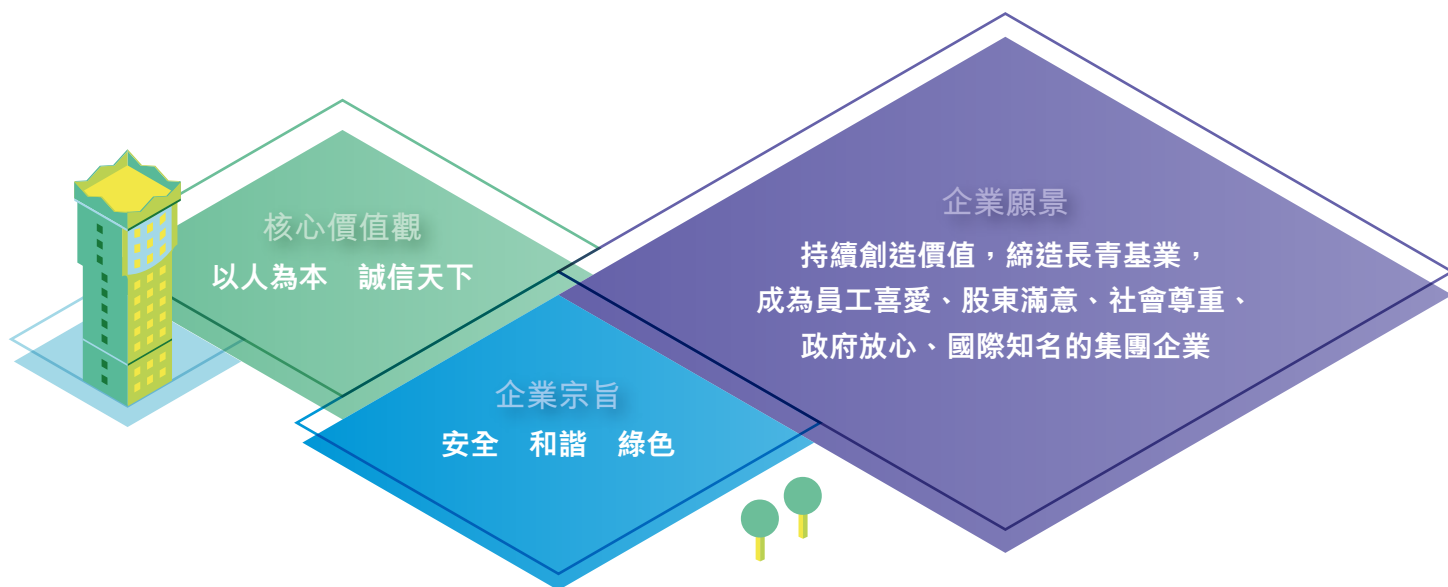 核心價值觀
以人為本　誠信天下
企業宗旨
安全　和諧　綠色
企業願景
持續創造價值，締造長青基業，
成為員工喜愛、股東滿意、社會尊重、
政府放心、國際知名的集團企業